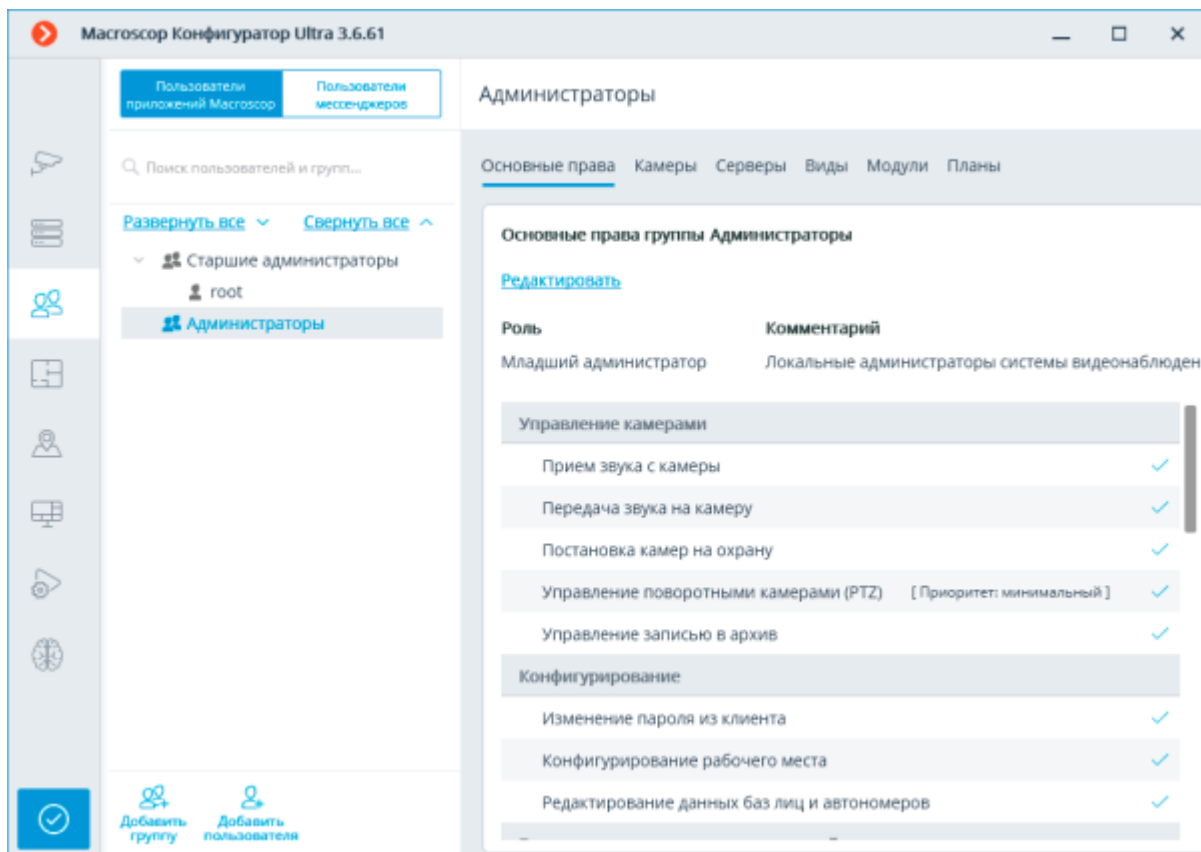 Macroscop Конфигуратор Ultra 3.6.61
Пользователи приложений Macroscop
Пользователи мессенджеров
Поиск пользователей и групп...
Развернуть все
Свернуть все
Старшие администраторы
root
Администраторы
Добавить группу
Добавить пользователя
Администраторы
Основные права Камеры Серверы Виды Модули Планы
Основные права группы Администраторы
Редактировать
Роль Комментарий
Младший администратор Локальные администраторы системы видеонаблюден
Управление камерами
Прием звука с камеры
Передача звука на камеру
Постановка камер на охрану
Управление поворотными камерами (PTZ) [ Приоритет: минимальный ]
Управление записью в архив
Конфигурирование
Изменение пароля из клиента
Конфигурирование рабочего места
Редактирование данных баз лиц и автономеров